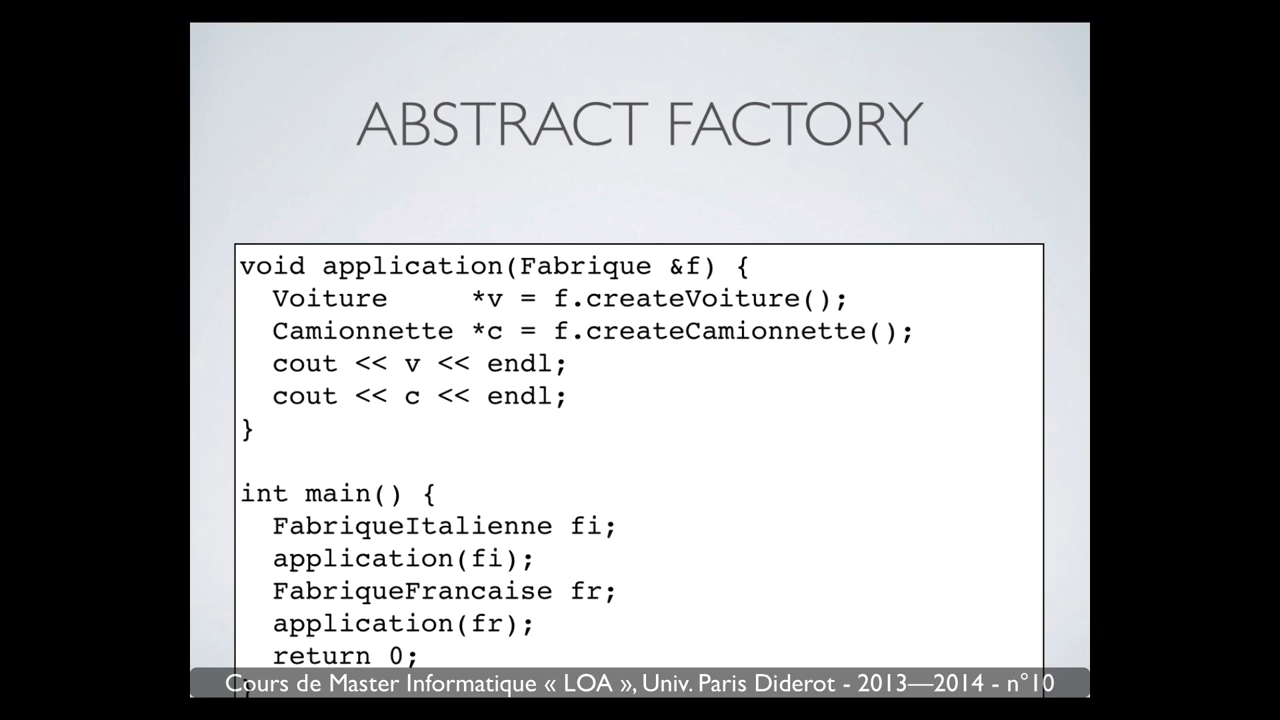 ABSTRACT FACTORY
void application(Fabrique &f) {
  Voiture     *v = f.createVoiture();
  Camionnette *c = f.createCamionnette();
  cout << v << endl;
  cout << c << endl;
}
int main() {
  FabriqueItalienne fi;
  application(fi);
  FabriqueFrancaise fr;
  application(fr);
  return 0;
}
Cours de Master Informatique « LOA », Univ. Paris Diderot - 2013—2014 - n°10